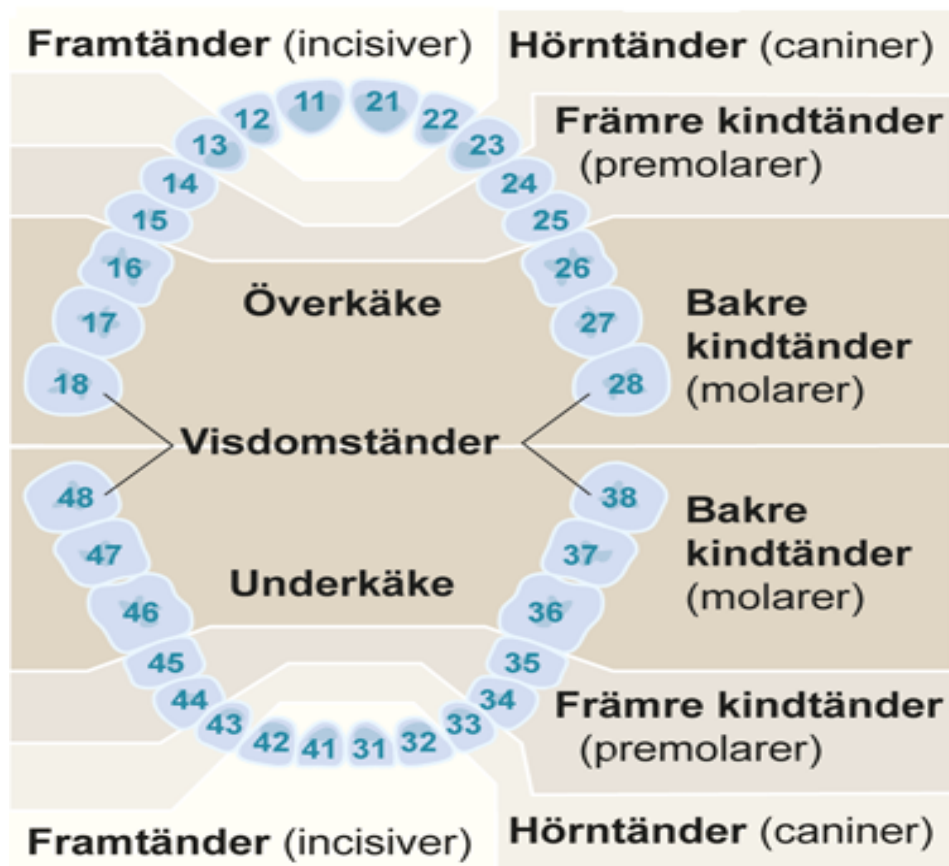 Framtänder (incisiver)
Hörntänder (caniner)
11 21
12 22
13 23
Främre kindtänder
(premolarer)
14 24
15 25
16 26
Överkäke
Bakre
kindtänder
(molarer)
17 27
18 28
Visdomständer
48 38
Bakre
kindtänder
(molarer)
47 37
Underkäke
46 36
45 35
44 34
Främre kindtänder
(premolarer)
43 33
42 41 31 32
Framtänder (incisiver)
Hörntänder (caniner)